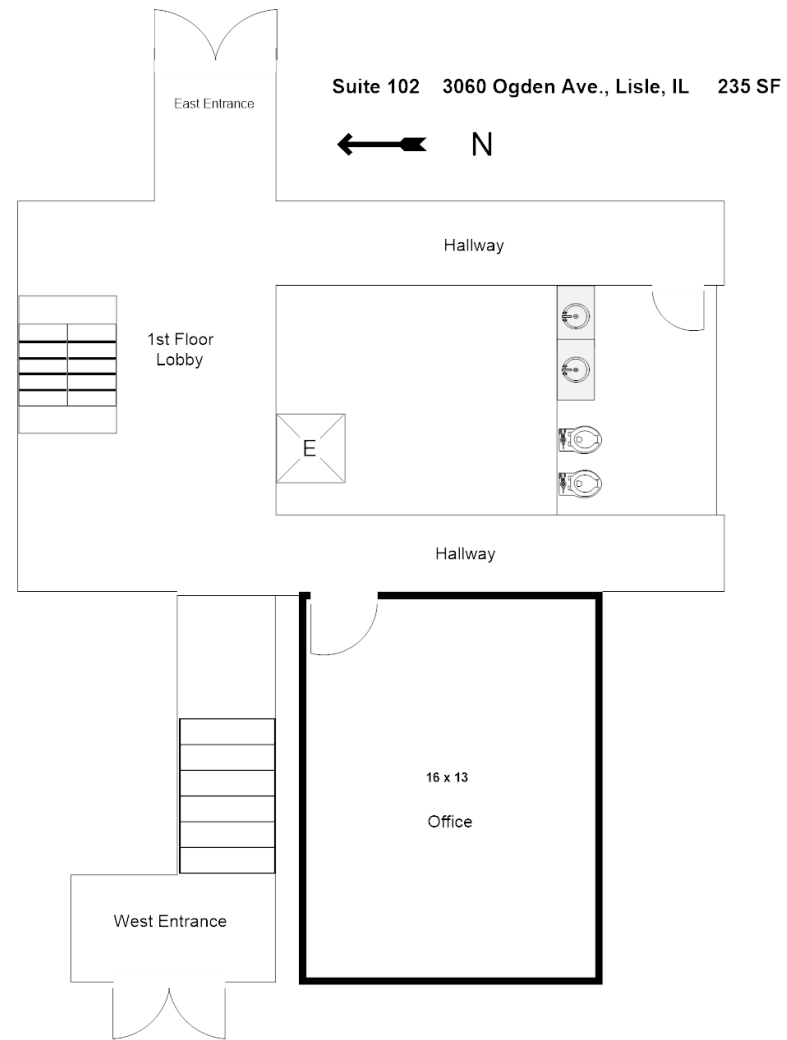 Suite 102 3060 Ogden Ave., Lisle, IL 235 SF
East Entrance
N
Hallway
1st Floor
Lobby
E
Hallway
16 x 13
Office
West Entrance